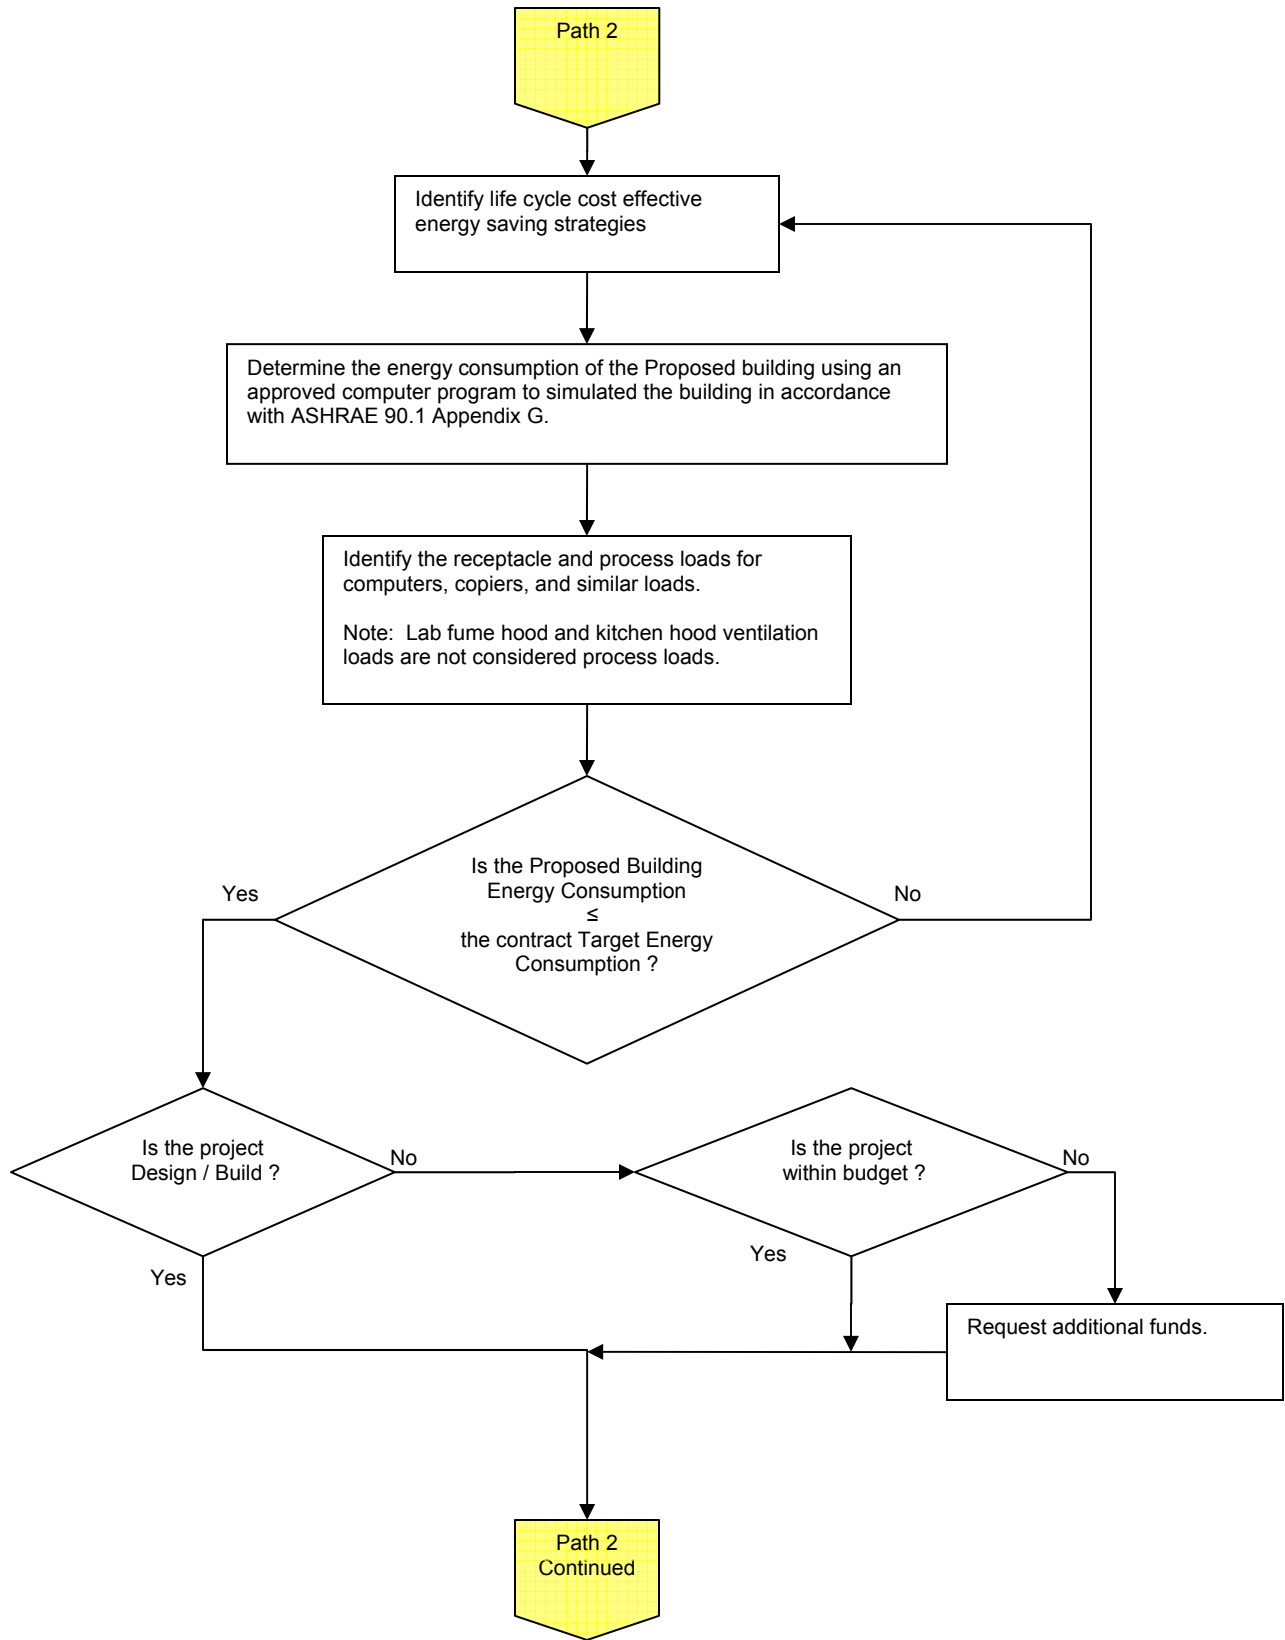 Path 2
Identify life cycle cost effective
energy saving strategies
Determine the energy consumption of the Proposed building using an
approved computer program to simulated the building in accordance
with ASHRAE 90.1 Appendix G.
Identify the receptacle and process loads for
computers, copiers, and similar loads.
Note:  Lab fume hood and kitchen hood ventilation
loads are not considered process loads.
Is the Proposed Building
Energy Consumption
≤
the contract Target Energy
Consumption ?
Yes
No
Is the project
Design / Build ?
No
Yes
Is the project
within budget ?
No
Yes
Request additional funds.
Path 2
Continued